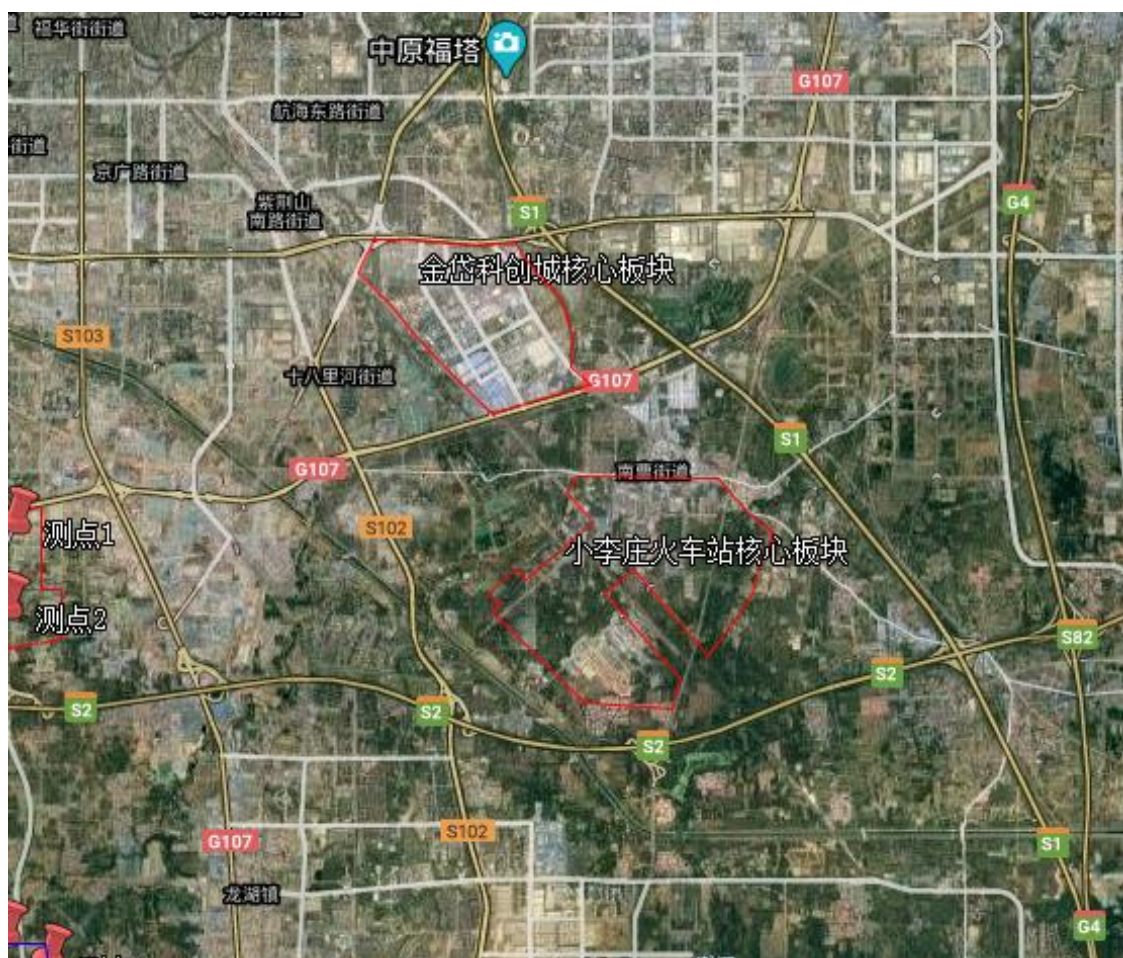 福华街街道
中原福塔
G107
航海东路街道
街道
京广路街道
紫荆山
南路街道
S1
G4
金岱科创城核心板块
S103
十八里河街道
G107
S1
G107
南曹街道
测点1
S102
小李庄火车站核心板块
测点2
S82
S2
S2
S2
S2
G107
S102
S1
龙湖镇
G4